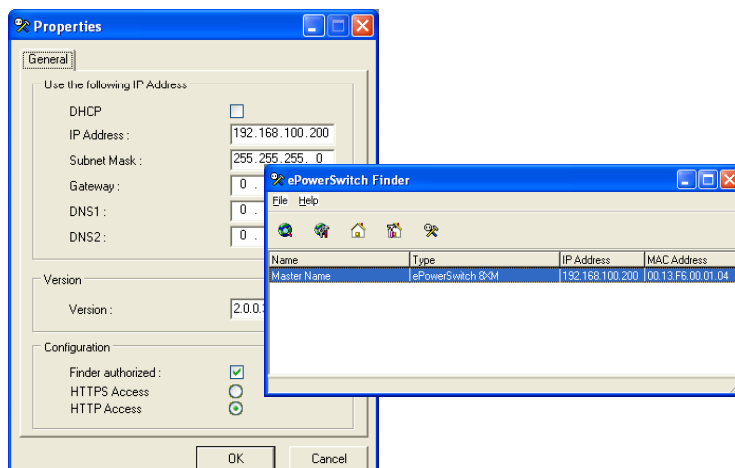 Properties
General
Use the following IP Address
DHCP
IP Address :
192.168.100.200
Subnet Mask :
255.255.255. 0
Gateway :
0 .
DNS1 :
0 .
DNS2 :
0 .
Version
Version :
2.0.0.
Configuration
Finder authorized :
HTTPS Access
HTTP Access
OK
Cancel
ePowerSwitch Finder
File Help
Name Type IP Address MAC Address
Master Name ePowerSwitch 8XM 192.168.100.200 00.13.F6.00.01.04